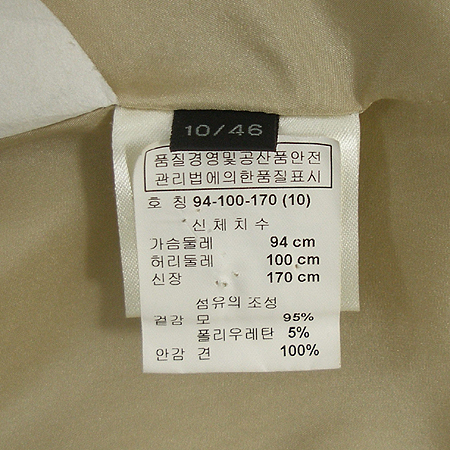 10/46
품질경영및공산품안전
관리법에의한품질표시
호 칭 94-100-170 (10)
신체치수
가슴둘레 94 cm
허리둘레 100 cm
신장 170 cm
섬유의 조성
겉감 모 95%
폴리우레탄 5%
안감 견 100%